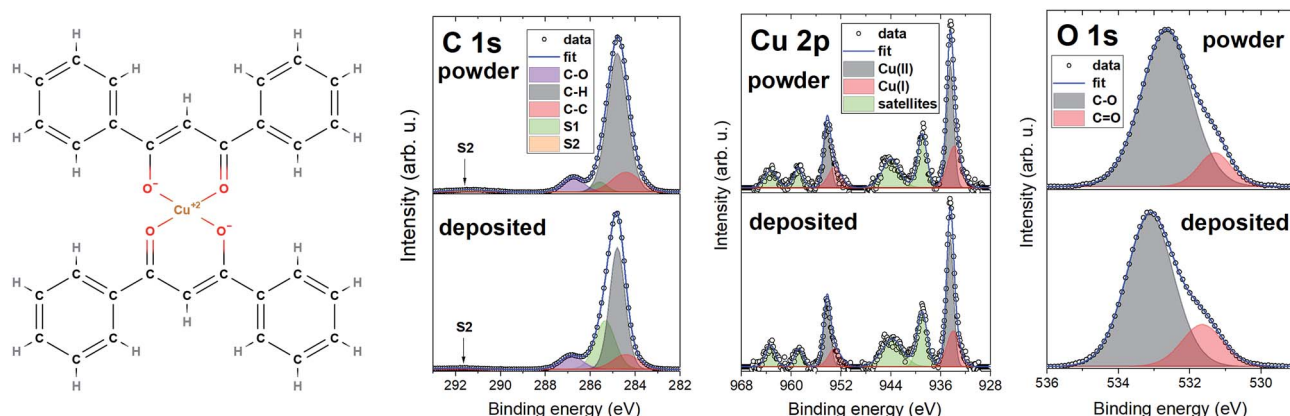 H H
H C H H C H
C C H C C
C C C C C
H C C C C H
H H
O⁻ O
Cu⁺²
O O⁻
H H
H C C C C H
C C C C C
C C H C C
H C H H C H
H H
C 1s
powder
data
fit
C-O
C-H
C-C
S1
S2
S2
deposited
S2
Intensity (arb. u.)
292 290 288 286 284 282
Binding energy (eV)
Cu 2p
powder
data
fit
Cu(II)
Cu(I)
satellites
deposited
Intensity (arb. u.)
968 960 952 944 936 928
Binding energy (eV)
O 1s
powder
data
fit
C-O
C=O
deposited
Intensity (arb. u.)
536 534 532 530
Binding energy (eV)